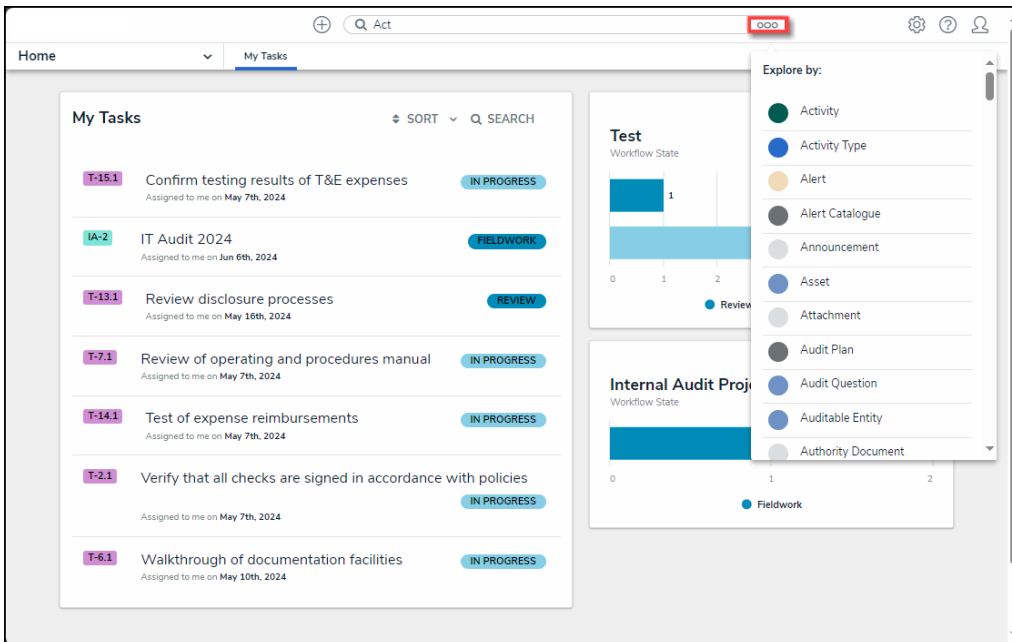 Act
ooo
Home
My Tasks
Explore by:
Activity
Activity Type
Alert
Alert Catalogue
Announcement
Asset
Attachment
Audit Plan
Audit Question
Auditable Entity
Authority Document
My Tasks
SORT
SEARCH
T-15.1 Confirm testing results of T&E expenses IN PROGRESS
Assigned to me on May 7th, 2024
IA-2 IT Audit 2024 FIELDWORK
Assigned to me on Jun 6th, 2024
T-13.1 Review disclosure processes REVIEW
Assigned to me on May 16th, 2024
T-7.1 Review of operating and procedures manual IN PROGRESS
Assigned to me on May 7th, 2024
T-14.1 Test of expense reimbursements IN PROGRESS
Assigned to me on May 7th, 2024
T-2.1 Verify that all checks are signed in accordance with policies
IN PROGRESS
Assigned to me on May 7th, 2024
T-6.1 Walkthrough of documentation facilities IN PROGRESS
Assigned to me on May 10th, 2024
Test
Workflow State
1
0 1 2
Review
Internal Audit Proj
Workflow State
0 1 2
Fieldwork